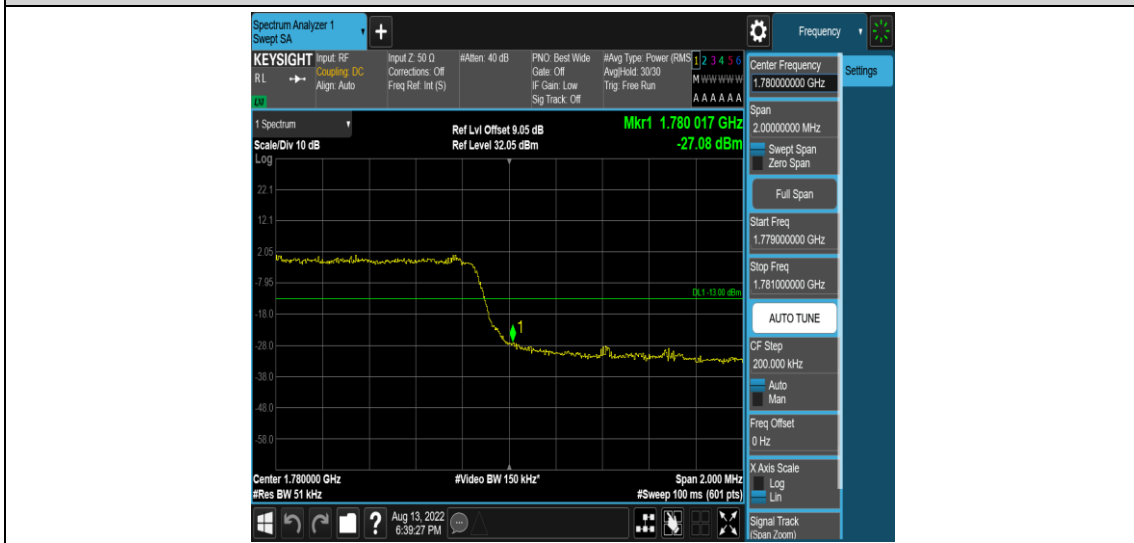 Spectrum Analyzer 1
Swept SA
+
Frequency
KEYSIGHT
Input: RF
Input Z: 50 Ω
#Atten: 40 dB
PNO: Best Wide
#Avg Type: Power (RMS
1 2 3 4 5 6
RL
Coupling: DC
Corrections: Off
Gate: Off
Avg|Hold: 30/30
M W W W W W
Align: Auto
Freq Ref: Int (S)
IF Gain: Low
Trig: Free Run
Sig Track: Off
A A A A A A
LXI
1 Spectrum
Ref Lvl Offset 9.05 dB
Mkr1 1.780 017 GHz
Scale/Div 10 dB
Ref Level 32.05 dBm
-27.08 dBm
Log
22.1
12.1
2.05
-7.95
DL1 -13.00 dBm
-18.0
1
-28.0
-38.0
-48.0
-58.0
Center 1.780000 GHz
#Video BW 150 kHz*
Span 2.000 MHz
#Res BW 51 kHz
#Sweep 100 ms (601 pts)
Center Frequency
1.780000000 GHz
Settings
Span
2.00000000 MHz
Swept Span
Zero Span
Full Span
Start Freq
1.779000000 GHz
Stop Freq
1.781000000 GHz
AUTO TUNE
CF Step
200.000 kHz
Auto
Man
Freq Offset
0 Hz
X Axis Scale
Log
Lin
Signal Track
(Span Zoom)
?
Aug 13, 2022
6:39:27 PM